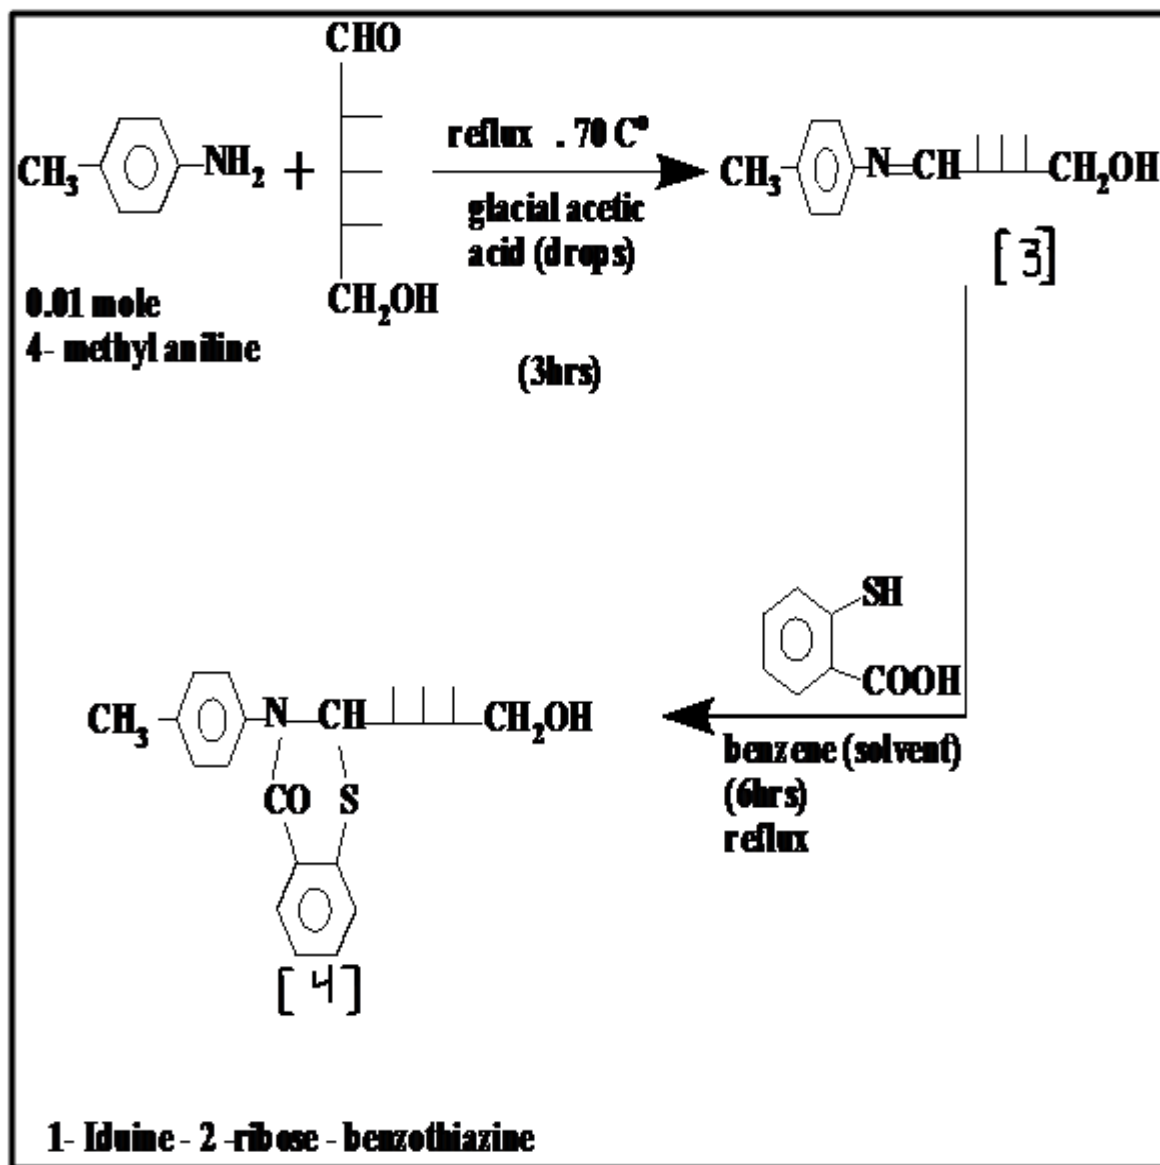 CHO
CH₃ NH₂ +
reflux . 70 C°
glacial acetic
acid (drops)
(3hrs)
CH₂OH
0.01 mole
4- methyl aniline
CH₃ N=CH CH₂OH
[3]
SH
COOH
benzene (solvent)
(6hrs)
reflux
CH₃ N CH CH₂OH
CO S
[4]
1- Iduine - 2 -ribose - benzothiazine